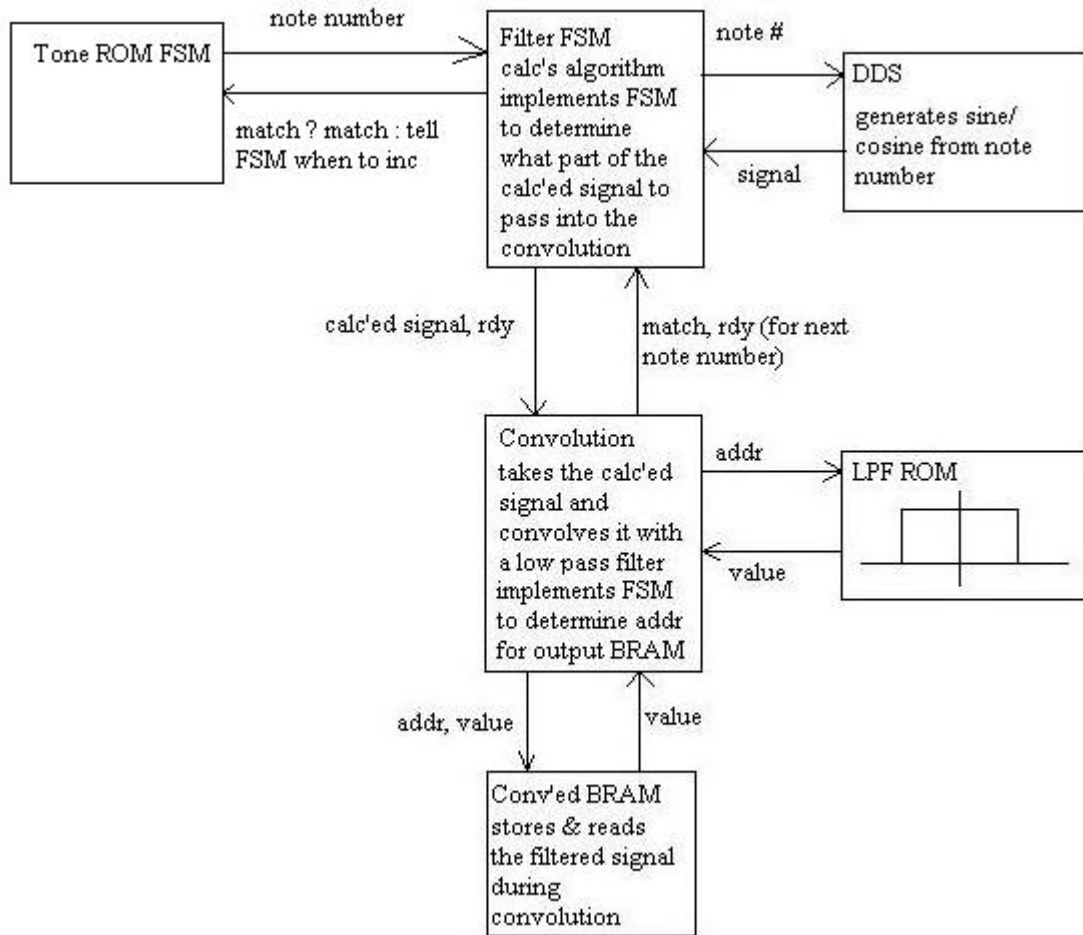 note number
Tone ROM FSM
match ? match : tell
FSM when to inc
Filter FSM
calc's algorithm
implements FSM
to determine
what part of the
calc'ed signal to
pass into the
convolution
note #
signal
DDS
generates sine/
cosine from note
number
calc'ed signal, rdy
match, rdy (for next
note number)
Convolution
takes the calc'ed
signal and
convolves it with
a low pass filter
implements FSM
to determine addr
for output BRAM
addr
value
LPF ROM
addr, value
value
Conv'ed BRAM
stores & reads
the filtered signal
during
convolution